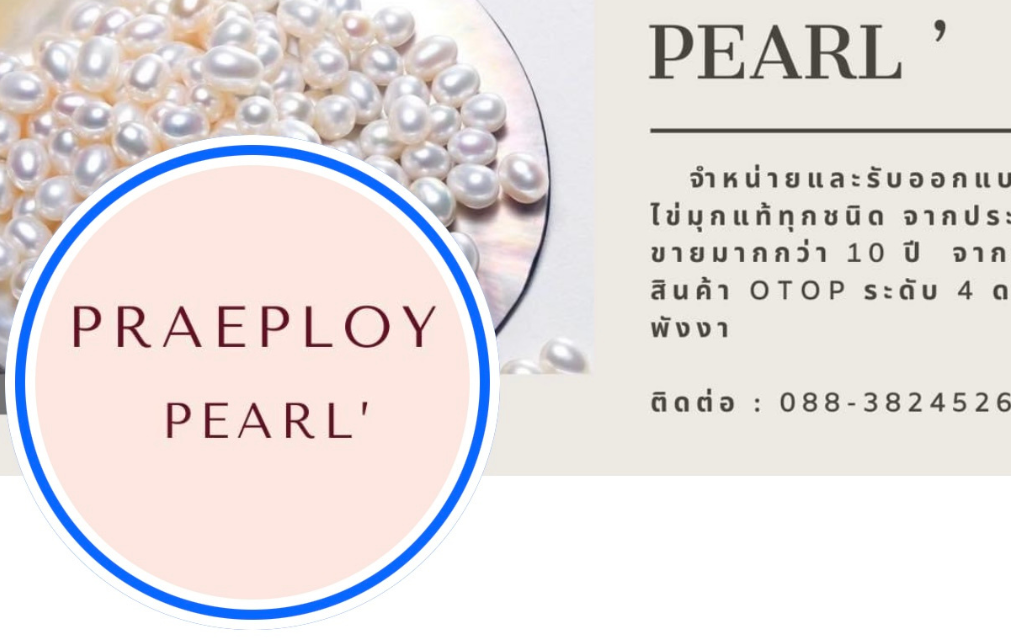 PEARL ’
จำหน่ายและรับออกแบ
ไข่มุกแท้ทุกชนิด จากประ
ขายมากกว่า 10 ปี จาก
สินค้า OTOP ระดับ 4 ด
พังงา
ติดต่อ : 088-3824526
PRAEPLOY
PEARL'